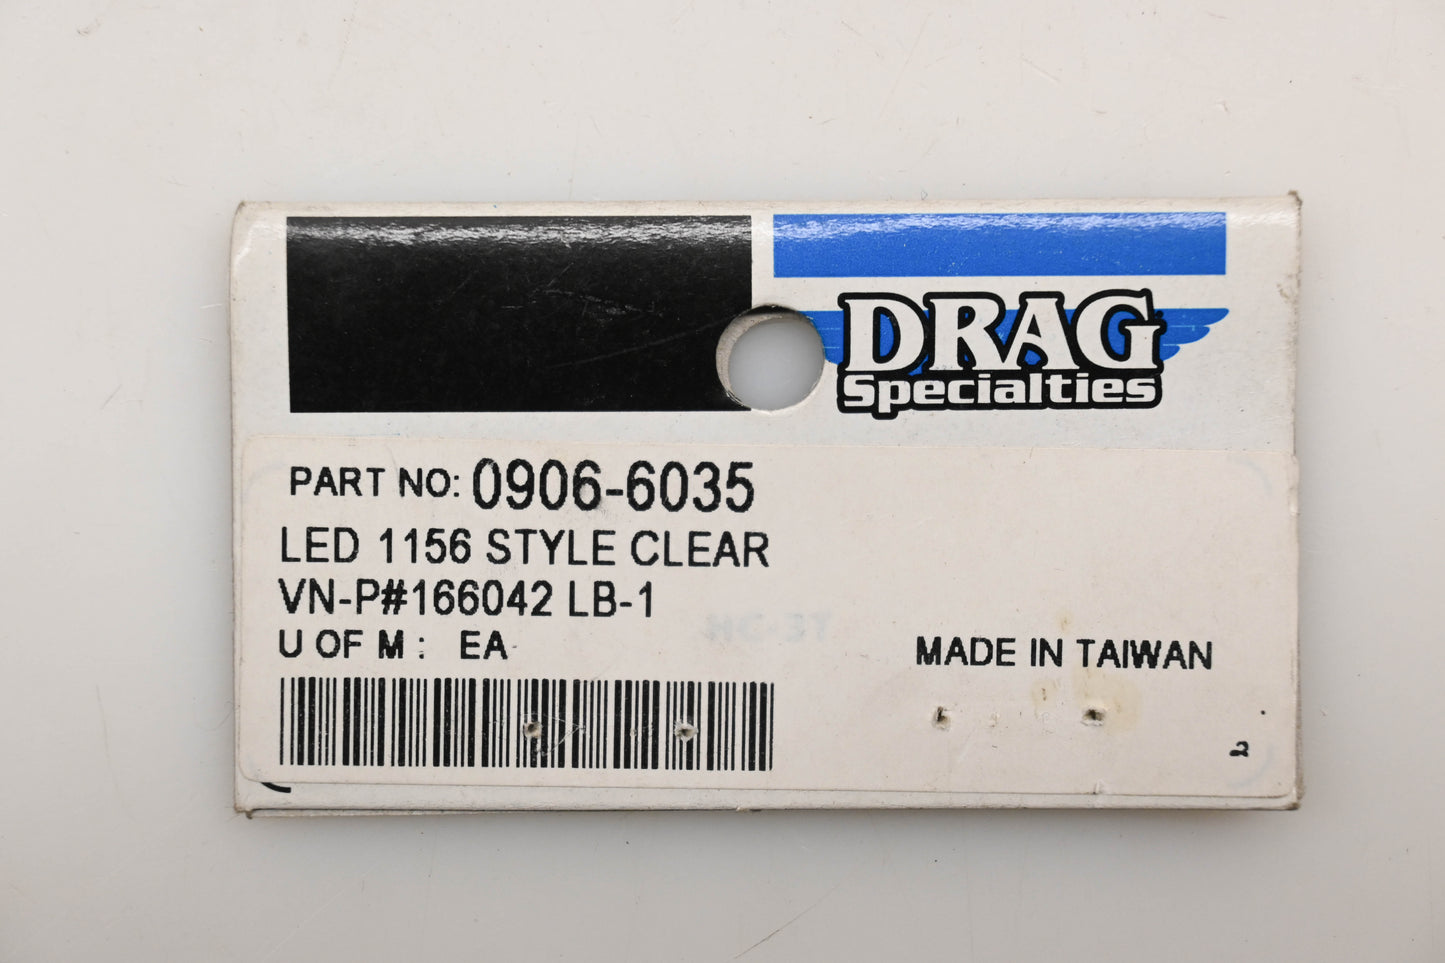 DRAG
Specialties
PART NO: 0906-6035
LED 1156 STYLE CLEAR
VN-P#166042 LB-1
U OF M : EA
MADE IN TAIWAN
2